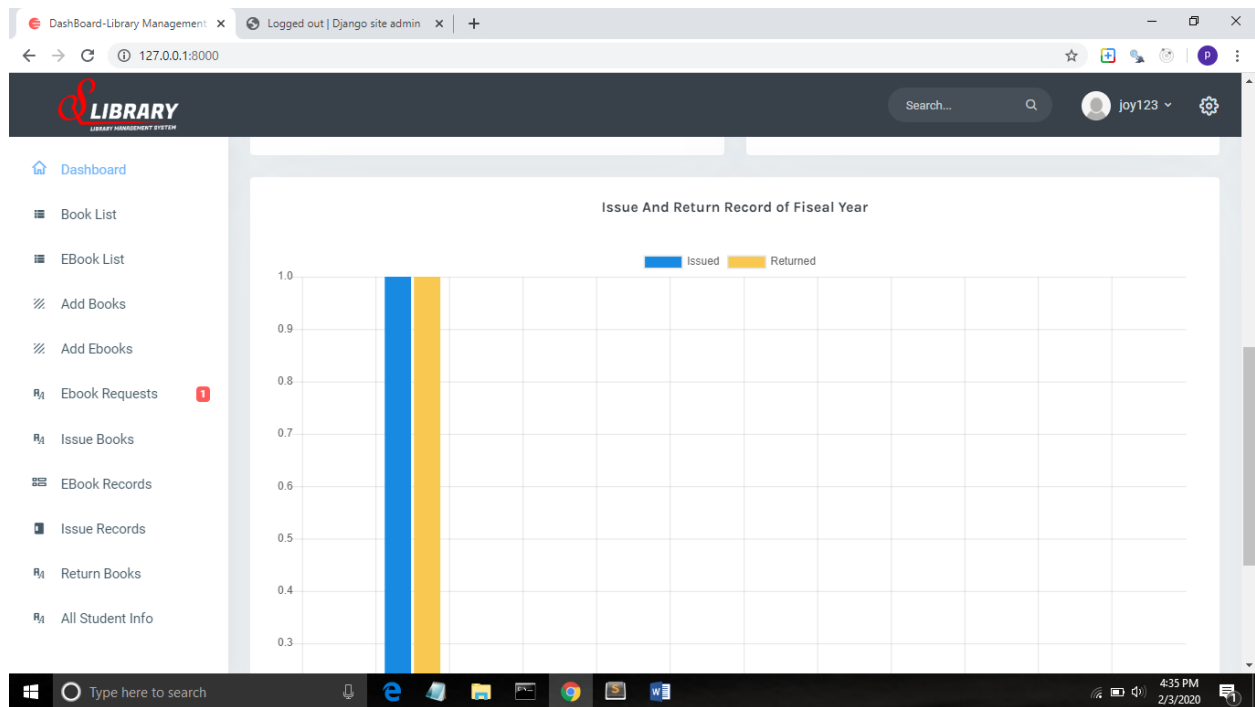 DashBoard-Library Management
Logged out | Django site admin
127.0.0.1:8000
P
S
LIBRARY
LIBRARY MANAGEMENT SYSTEM
Search...
joy123
Dashboard
Book List
EBook List
Add Books
Add Ebooks
Ebook Requests 1
Issue Books
EBook Records
Issue Records
Return Books
All Student Info
Issue And Return Record of Fiseal Year
Issued Returned
1.0
0.9
0.8
0.7
0.6
0.5
0.4
0.3
Type here to search
4:35 PM
2/3/2020
1